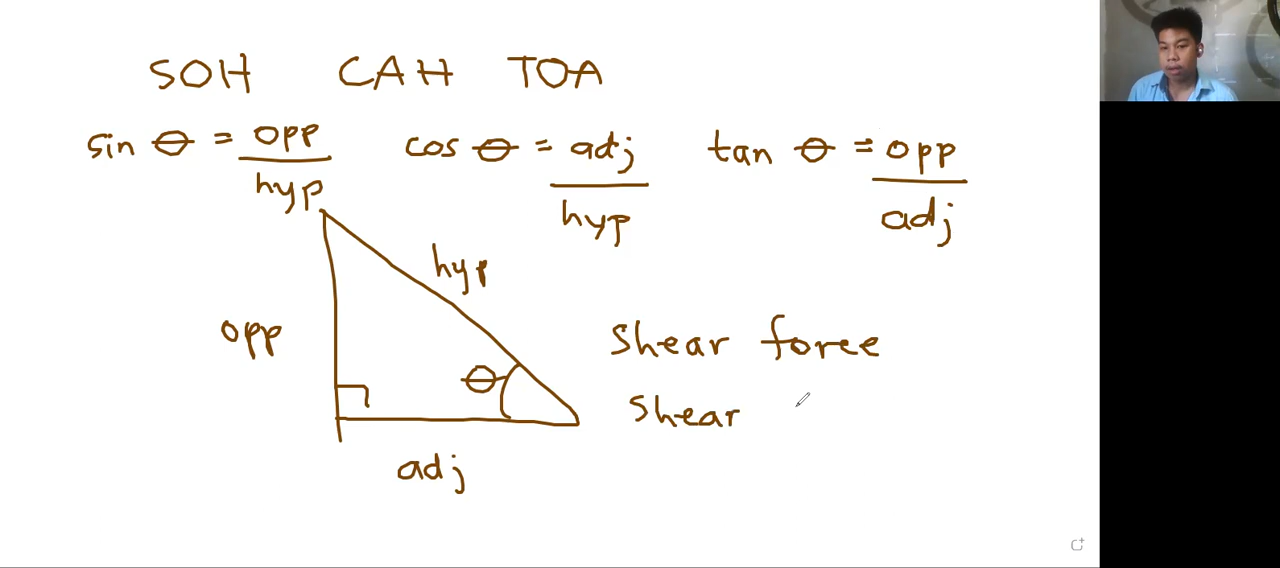 SOH CAH TOA
sin θ = opp/hyp cos θ = adj/hyp tan θ = opp/adj
hyp
opp
shear force
θ
shear
adj